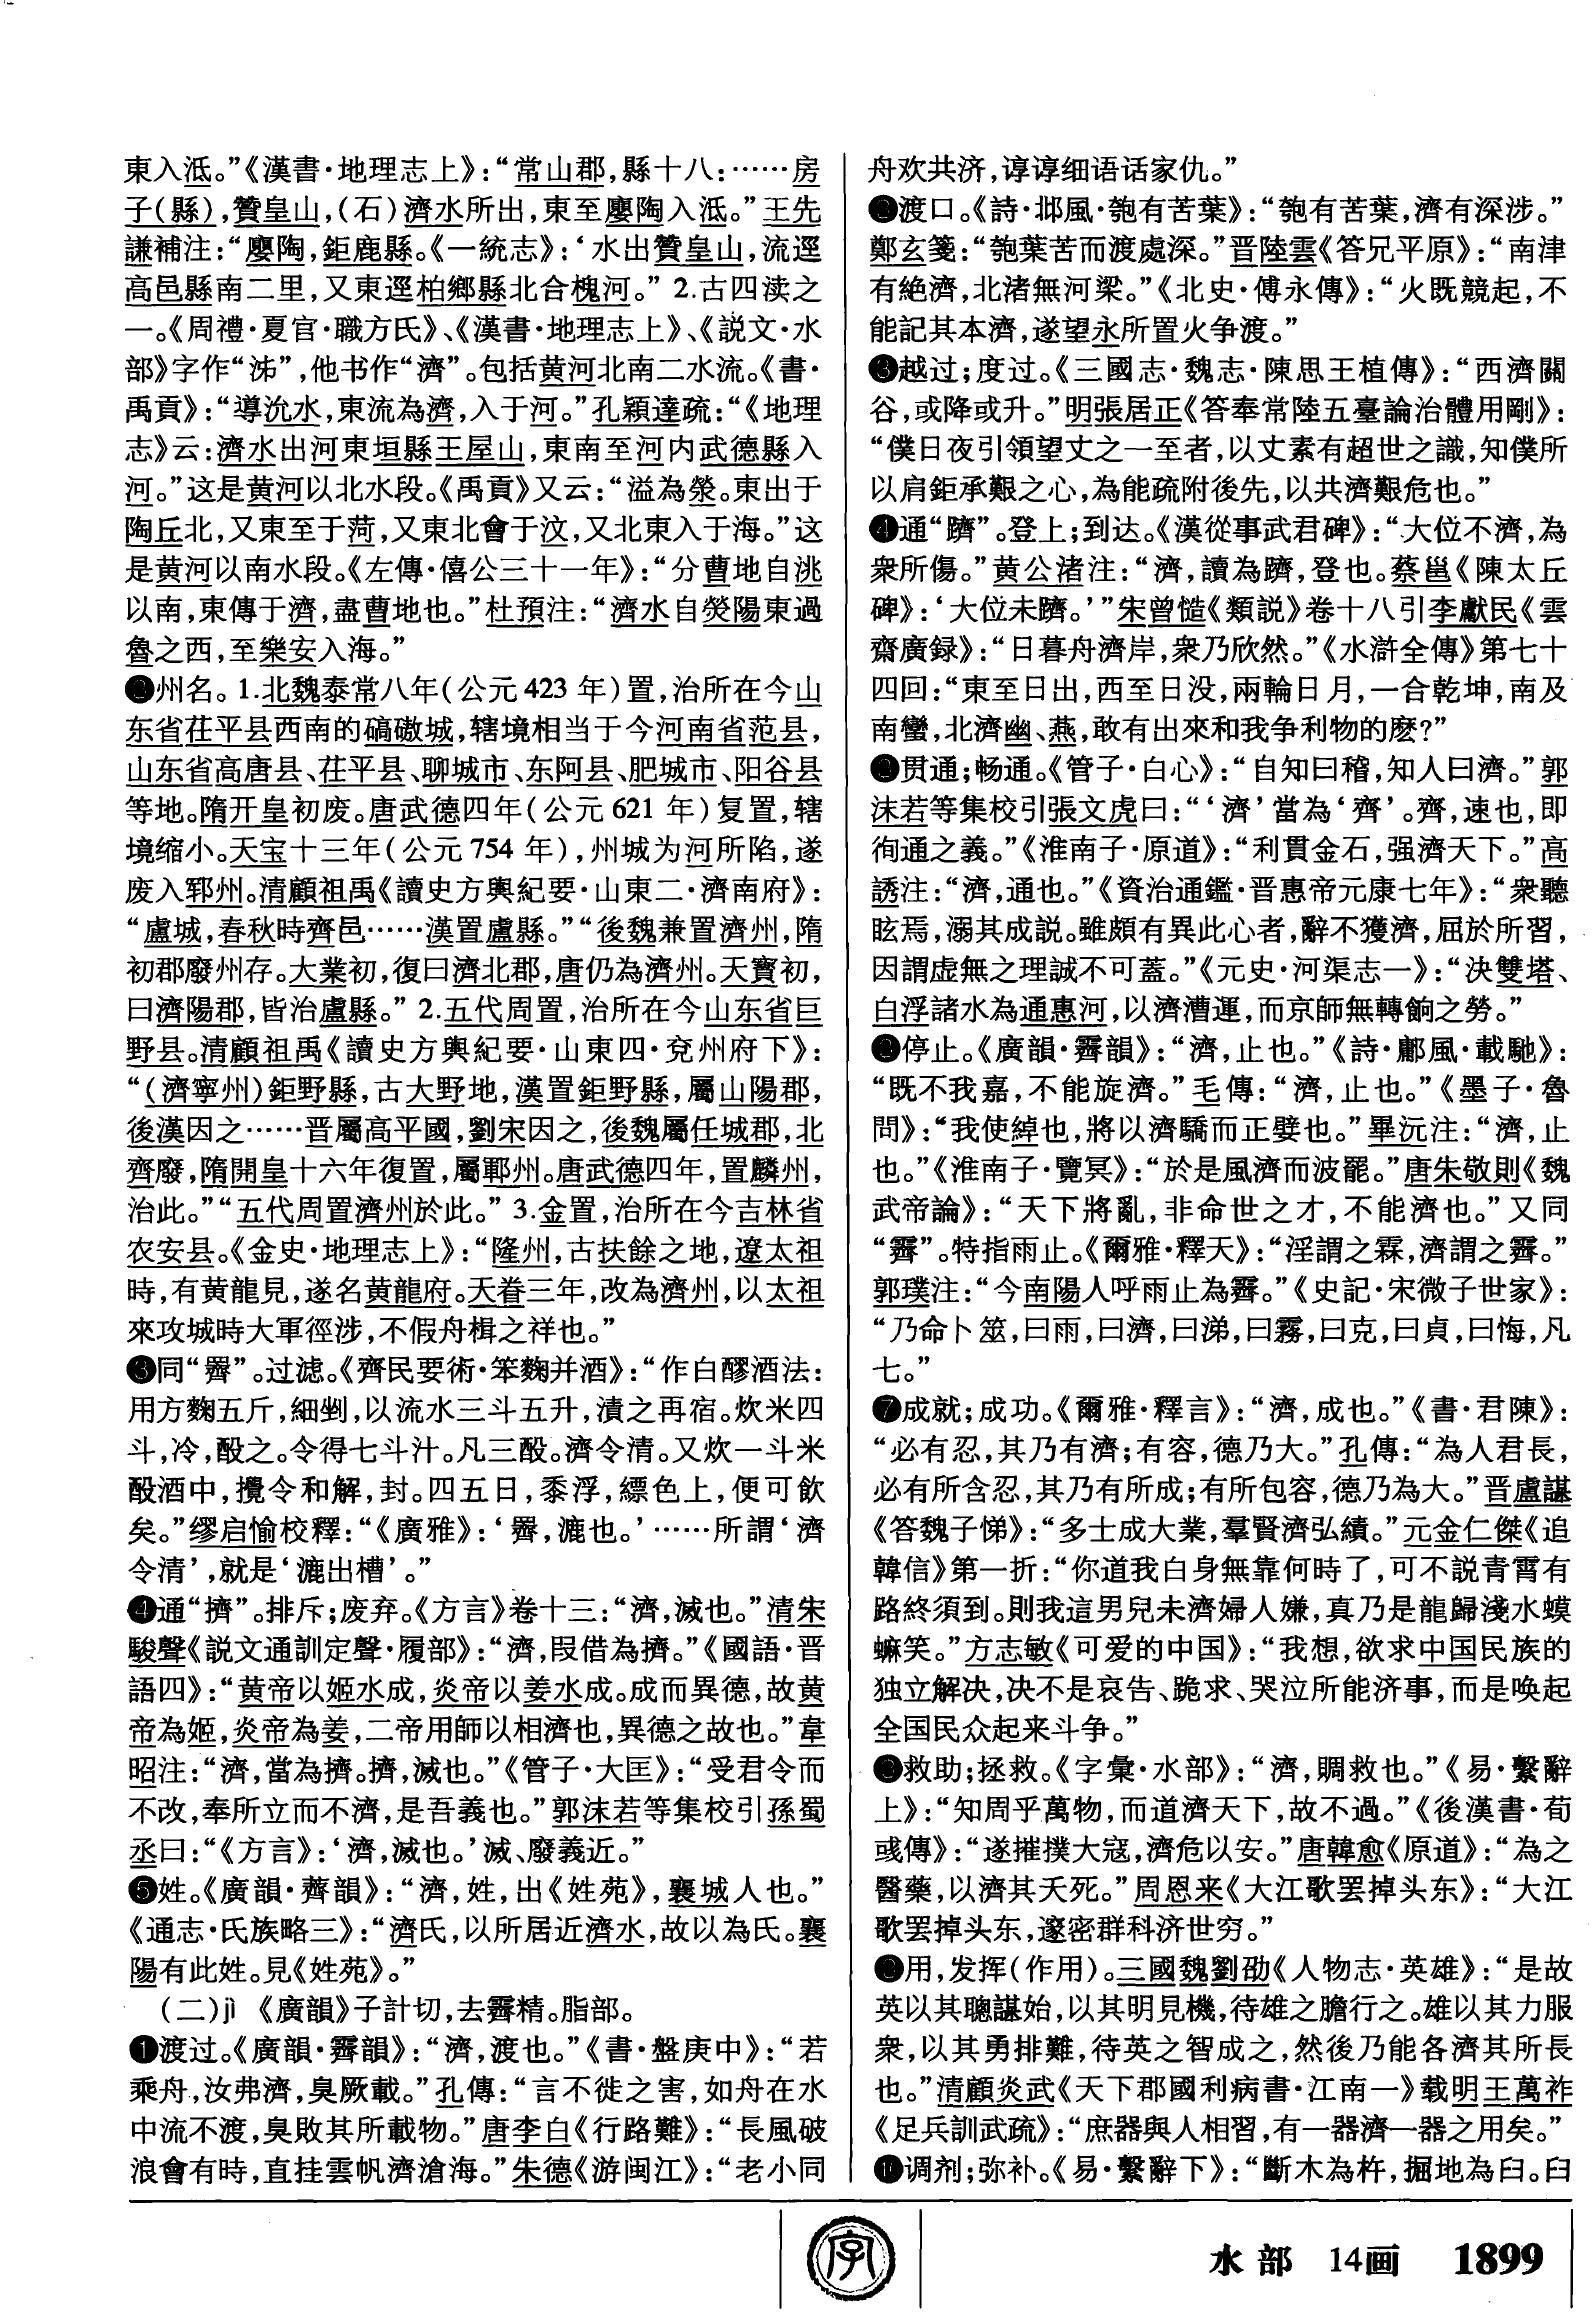 東入泜。”《漢書·地理志上》：“常山郡，縣十八：……房
子（縣），贊皇山，（石）濟水所出，東至廮陶入泜。”王先
謙補注：“廮陶，鉅鹿縣。《一統志》：‘水出贊皇山，流逕
高邑縣南二里，又東逕柏鄉縣北合槐河。” 2.古四渎之
一。《周禮·夏官·職方氏》、《漢書·地理志上》、《説文·水
部》字作“泲”，他书作“濟”。包括黄河北南二水流。《書·
禹貢》：“導沇水，東流為濟，入于河。”孔穎達疏：“《地理
志》云：濟水出河東垣縣王屋山，東南至河内武德縣入
河。”这是黄河以北水段。《禹貢》又云：“溢為滎。東出于
陶丘北，又東至于菏，又東北會于汶，又北東入于海。”这
是黄河以南水段。《左傳·僖公三十一年》：“分曹地自洮
以南，東傅于濟，盡曹地也。”杜預注：“濟水自熒陽東過
魯之西，至樂安入海。”
❷州名。1.北魏泰常八年（公元423年）置，治所在今山
东省茌平县西南的碻磝城，辖境相当于今河南省范县，
山东省高唐县、茌平县、聊城市、东阿县、肥城市、阳谷县
等地。隋开皇初废。唐武德四年（公元621年）复置，辖
境缩小。天宝十三年（公元754年），州城为河所陷，遂
废入郓州。清顧祖禹《讀史方輿紀要·山東二·濟南府》：
“盧城，春秋時齊邑……漢置盧縣。”“後魏兼置濟州，隋
初郡廢州存。大業初，復曰濟北郡，唐仍為濟州。天寶初，
曰濟陽郡，皆治盧縣。” 2.五代周置，治所在今山东省巨
野县。清顧祖禹《讀史方輿紀要·山東四·兗州府下》：
“（濟寧州）鉅野縣，古大野地，漢置鉅野縣，屬山陽郡，
後漢因之……晋屬高平國，劉宋因之，後魏屬任城郡，北
齊廢，隋開皇十六年復置，屬鄆州。唐武德四年，置麟州，
治此。”“五代周置濟州於此。” 3.金置，治所在今吉林省
农安县。《金史·地理志上》：“隆州，古扶餘之地，遼太祖
時，有黄龍見，遂名黄龍府。天眷三年，改為濟州，以太祖
來攻城時大軍徑涉，不假舟楫之祥也。”
❸同“霽”。过滤。《齊民要術·笨麴并酒》：“作白醪酒法：
用方麴五斤，細剉，以流水三斗五升，漬之再宿。炊米四
斗，冷，酘之。令得七斗汁。凡三酘。濟令清。又炊一斗米
酘酒中，攪令和解，封。四五日，黍浮，縹色上，便可飲
矣。”缪启愉校釋：“《廣雅》：‘䍤，漉也。’……所謂‘濟
令清’，就是‘漉出糟’。”
❹通“擠”。排斥；废弃。《方言》卷十三：“濟，滅也。”清朱
駿聲《説文通訓定聲·履部》：“濟，叚借為擠。”《國語·晋
語四》：“黄帝以姬水成，炎帝以姜水成。成而異德，故黄
帝為姬，炎帝為姜，二帝用師以相濟也，異德之故也。”韋
昭注：“濟，當為擠。擠，滅也。”《管子·大匡》：“受君令而
不改，奉所立而不濟，是吾義也。”郭沫若等集校引孫蜀
丞曰：“《方言》：‘濟，滅也。’滅、廢義近。”
❺姓。《廣韻·薺韻》：“濟，姓，出《姓苑》，襄城人也。”
《通志·氏族略三》：“濟氏，以所居近濟水，故以為氏。襄
陽有此姓。見《姓苑》。”
（二）jì 《廣韻》子計切，去霽精。脂部。
❶渡过。《廣韻·霽韻》：“濟，渡也。”《書·盤庚中》：“若
乘舟，汝弗濟，臭厥載。”孔傳：“言不徙之害，如舟在水
中流不渡，臭敗其所載物。”唐李白《行路難》：“長風破
浪會有時，直挂雲帆濟滄海。”朱德《游闽江》：“老小同
舟欢共济，谆谆细语话家仇。”
❷渡口。《詩·邶風·匏有苦葉》：“匏有苦葉，濟有深涉。”
鄭玄箋：“匏葉苦而渡處深。”晋陸雲《答兄平原》：“南津
有絶濟，北渚無河梁。”《北史·傅永傳》：“火既競起，不
能記其本濟，遂望永所置火争渡。”
❸越过；度过。《三國志·魏志·陳思王植傳》：“西濟關
谷，或降或升。”明張居正《答奉常陸五臺論治體用剛》：
“僕日夜引領望丈之一至者，以丈素有超世之識，知僕所
以肩鉅承艱之心，為能疏附後先，以共濟艱危也。”
❹通“躋”。登上；到达。《漢從事武君碑》：“大位不濟，為
衆所傷。”黄公渚注：“濟，讀為躋，登也。蔡邕《陳太丘
碑》：‘大位未躋。’”宋曾慥《類説》卷十八引李獻民《雲
齋廣録》：“日暮舟濟岸，衆乃欣然。”《水滸全傳》第七十
四回：“東至日出，西至日没，兩輪日月，一合乾坤，南及
南蠻，北濟幽、燕，敢有出來和我争利物的麽？”
❺贯通；畅通。《管子·白心》：“自知曰稽，知人曰濟。”郭
沫若等集校引張文虎曰：“‘濟’當為‘齊’。齊，速也，即
徇通之義。”《淮南子·原道》：“利貫金石，强濟天下。”高
誘注：“濟，通也。”《資治通鑑·晋惠帝元康七年》：“衆聽
眩焉，溺其成説。雖頗有異此心者，辭不獲濟，屈於所習，
因謂虚無之理誠不可蓋。”《元史·河渠志一》：“決雙塔、
白浮諸水為通惠河，以濟漕運，而京師無轉餉之勞。”
❻停止。《廣韻·霽韻》：“濟，止也。”《詩·鄘風·載馳》：
“既不我嘉，不能旋濟。”毛傳：“濟，止也。”《墨子·魯
問》：“我使綽也，將以濟驕而正嬖也。”畢沅注：“濟，止
也。”《淮南子·覽冥》：“於是風濟而波罷。”唐朱敬則《魏
武帝論》：“天下將亂，非命世之才，不能濟也。”又同
“霽”。特指雨止。《爾雅·釋天》：“淫謂之霖，濟謂之霽。”
郭璞注：“今南陽人呼雨止為霽。”《史記·宋微子世家》：
“乃命卜筮，曰雨，曰濟，曰涕，曰霧，曰克，曰貞，曰悔，凡
七。”
❼成就；成功。《爾雅·釋言》：“濟，成也。”《書·君陳》：
“必有忍，其乃有濟；有容，德乃大。”孔傳：“為人君長，
必有所含忍，其乃有所成；有所包容，德乃為大。”晋盧諶
《答魏子悌》：“多士成大業，羣賢濟弘績。”元金仁傑《追
韓信》第一折：“你道我白身無靠何時了，可不説青霄有
路終須到。則我這男兒未濟婦人嫌，真乃是龍歸淺水蟆
蟵笑。”方志敏《可爱的中国》：“我想，欲求中国民族的
独立解决，决不是哀告、跪求、哭泣所能济事，而是唤起
全国民众起来斗争。”
❽救助；拯救。《字彙·水部》：“濟，賙救也。”《易·繫辭
上》：“知周乎萬物，而道濟天下，故不過。”《後漢書·荀
彧傳》：“遂摧撲大寇，濟危以安。”唐韓愈《原道》：“為之
醫藥，以濟其夭死。”周恩来《大江歌罢掉头东》：“大江
歌罢掉头东，邃密群科济世穷。”
❾用，发挥（作用）。三國魏劉劭《人物志·英雄》：“是故
英以其聰謀始，以其明見機，待雄之膽行之。雄以其力服
衆，以其勇排難，待英之智成之，然後乃能各濟其所長
也。”清顧炎武《天下郡國利病書·江南一》载明王萬祚
《足兵訓武疏》：“庶器與人相習，有一器濟一器之用矣。”
❿调剂；弥补。《易·繫辭下》：“斷木為杵，掘地為臼。臼
字
水部 14画 1899